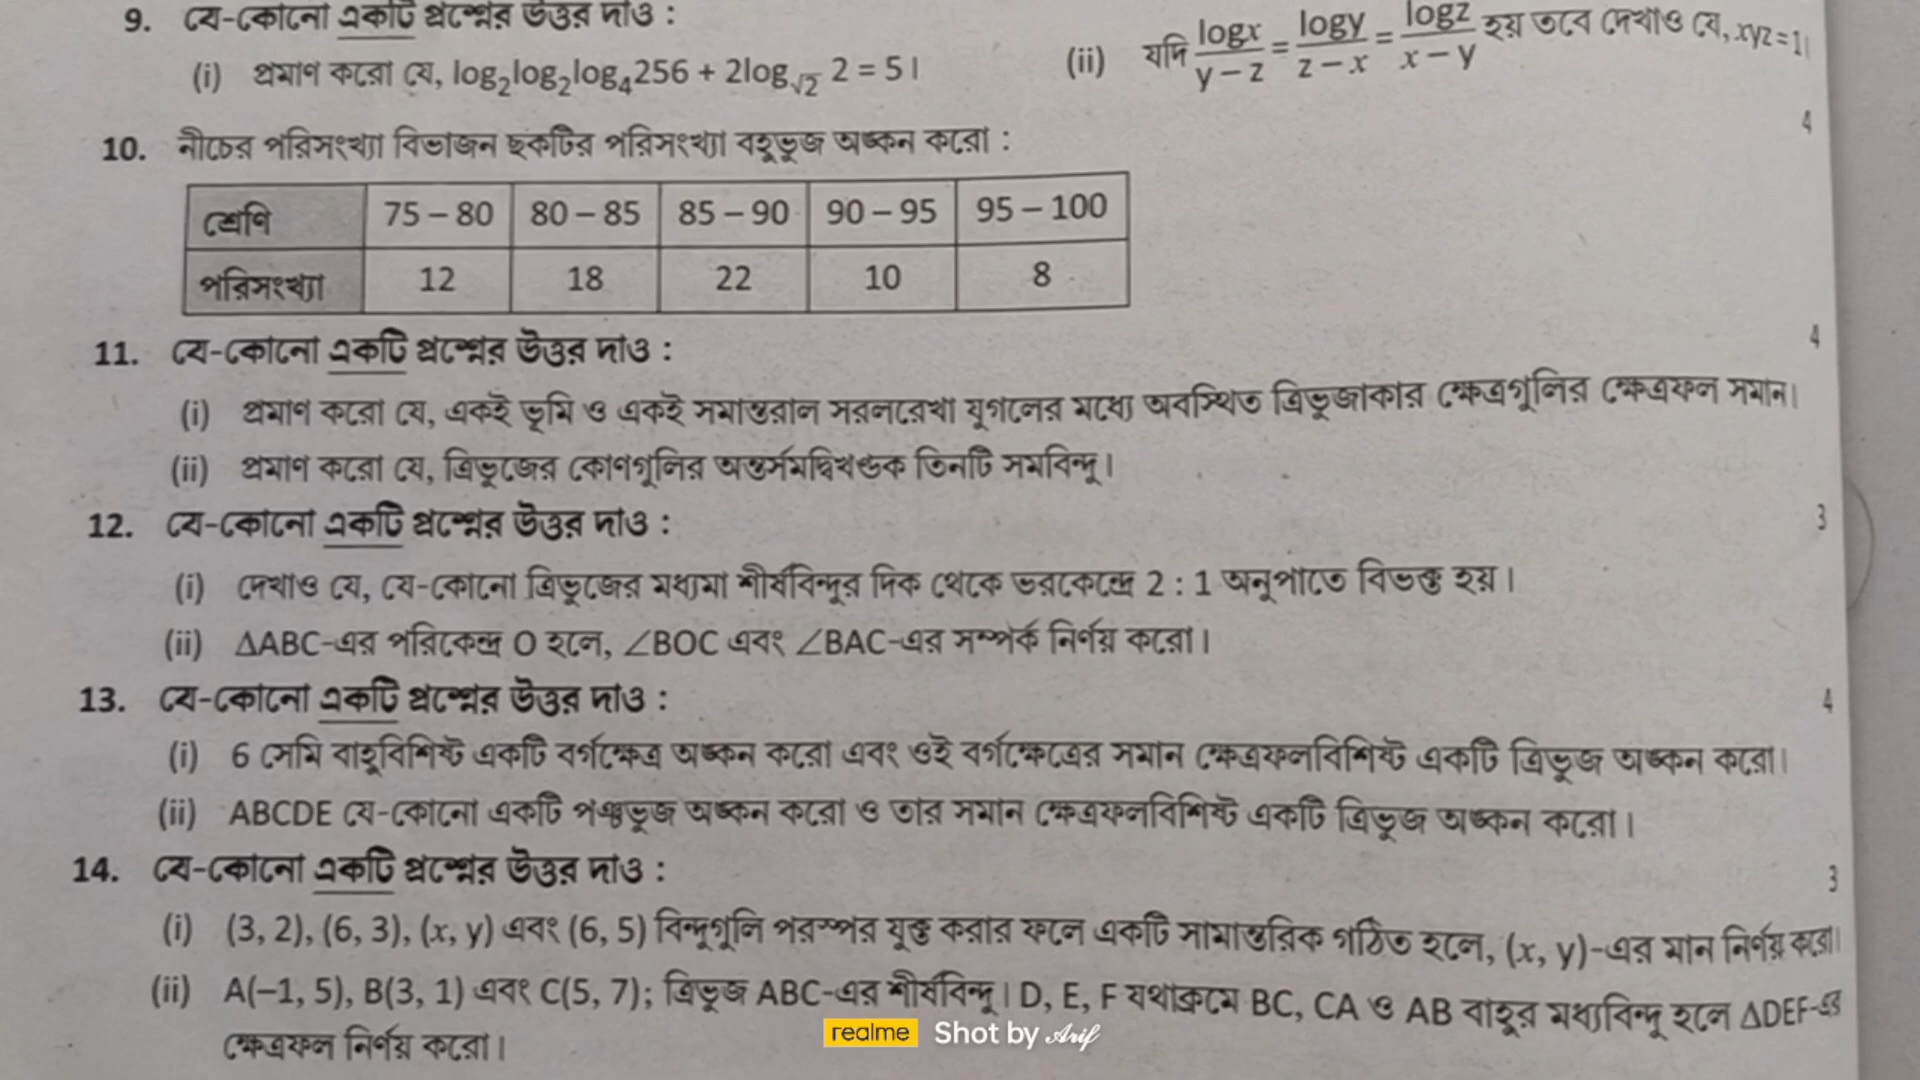 9. যে-কোনো একটি প্রশ্নের উত্তর দাও :
(i) প্রমাণ করো যে, log₂log₂log₄256 + 2log_√2 2 = 5।
(ii) যদি logx/(y – z) = logy/(z – x) = logz/(x – y) হয় তবে দেখাও যে, xyz = 1।
4
10. নীচের পরিসংখ্যা বিভাজন ছকটির পরিসংখ্যা বহুভুজ অঙ্কন করো :
শ্রেণি 75 – 80 80 – 85 85 – 90 90 – 95 95 – 100
পরিসংখ্যা 12 18 22 10 8
11. যে-কোনো একটি প্রশ্নের উত্তর দাও : 4
(i) প্রমাণ করো যে, একই ভূমি ও একই সমান্তরাল সরলরেখা যুগলের মধ্যে অবস্থিত ত্রিভুজাকার ক্ষেত্রগুলির ক্ষেত্রফল সমান।
(ii) প্রমাণ করো যে, ত্রিভুজের কোণগুলির অন্তর্সমদ্বিখণ্ডক তিনটি সমবিন্দু।
12. যে-কোনো একটি প্রশ্নের উত্তর দাও : 3
(i) দেখাও যে, যে-কোনো ত্রিভুজের মধ্যমা শীর্ষবিন্দুর দিক থেকে ভরকেন্দ্রে 2 : 1 অনুপাতে বিভক্ত হয়।
(ii) ΔABC-এর পরিকেন্দ্র O হলে, ∠BOC এবং ∠BAC-এর সম্পর্ক নির্ণয় করো।
13. যে-কোনো একটি প্রশ্নের উত্তর দাও : 4
(i) 6 সেমি বাহুবিশিষ্ট একটি বর্গক্ষেত্র অঙ্কন করো এবং ওই বর্গক্ষেত্রের সমান ক্ষেত্রফলবিশিষ্ট একটি ত্রিভুজ অঙ্কন করো।
(ii) ABCDE যে-কোনো একটি পঞ্চভুজ অঙ্কন করো ও তার সমান ক্ষেত্রফলবিশিষ্ট একটি ত্রিভুজ অঙ্কন করো।
14. যে-কোনো একটি প্রশ্নের উত্তর দাও : 3
(i) (3, 2), (6, 3), (x, y) এবং (6, 5) বিন্দুগুলি পরস্পর যুক্ত করার ফলে একটি সামান্তরিক গঠিত হলে, (x, y)-এর মান নির্ণয় করো।
(ii) A(–1, 5), B(3, 1) এবং C(5, 7); ত্রিভুজ ABC-এর শীর্ষবিন্দু। D, E, F যথাক্রমে BC, CA ও AB বাহুর মধ্যবিন্দু হলে ΔDEF-এর
ক্ষেত্রফল নির্ণয় করো।
realme Shot by Arif